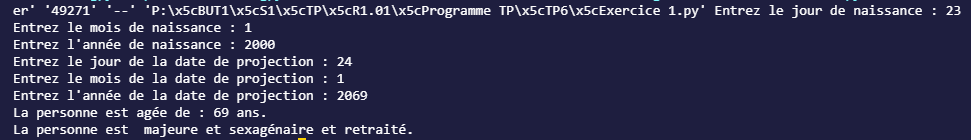 er' '49271' '--' 'P:\x5cBUT1\x5cS1\x5cTP\x5cR1.01\x5cProgramme TP\x5cTP6\x5cExercice 1.py' Entrez le jour de naissance : 23
Entrez le mois de naissance : 1
Entrez l'année de naissance : 2000
Entrez le jour de la date de projection : 24
Entrez le mois de la date de projection : 1
Entrez l'année de la date de projection : 2069
La personne est agée de : 69 ans.
La personne est  majeure et sexagénaire et retraité.